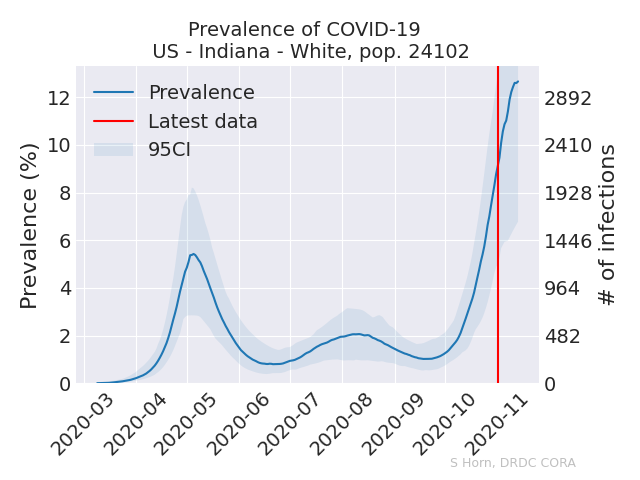 Prevalence of COVID-19
US - Indiana - White, pop. 24102
Prevalence
Latest data
95CI
Prevalence (%)
12
10
8
6
4
2
0
2892
2410
1928
1446
964
482
0
# of infections
2020-03
2020-04
2020-05
2020-06
2020-07
2020-08
2020-09
2020-10
2020-11
S Horn, DRDC CORA